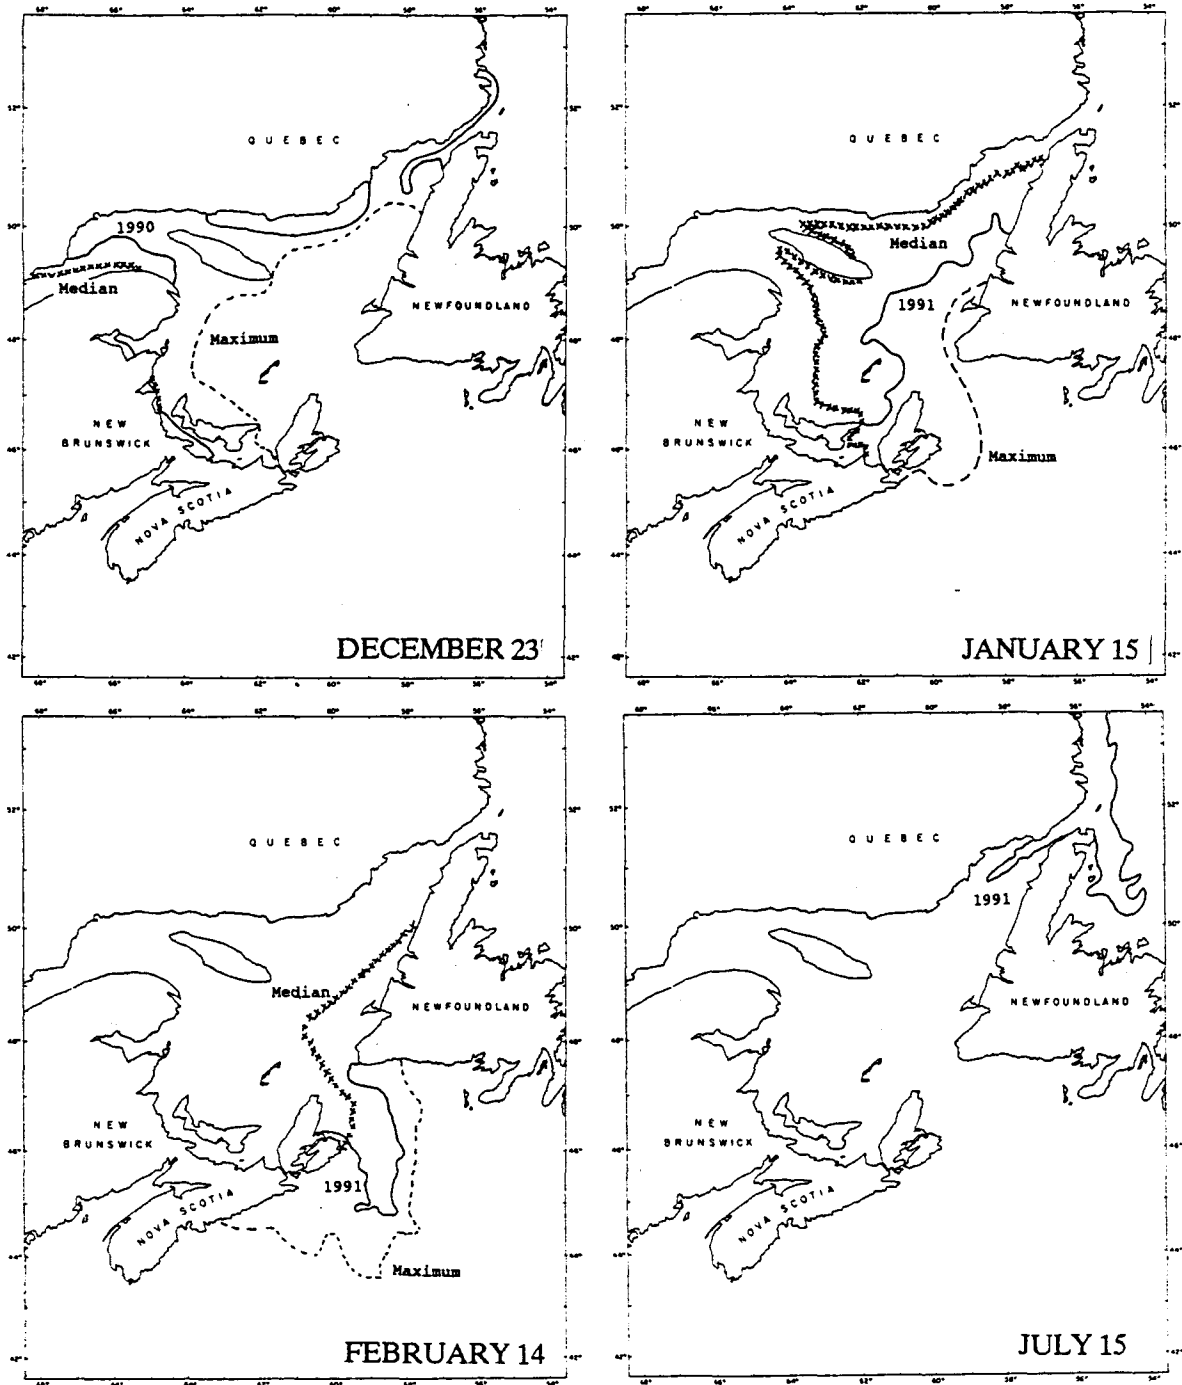 QUEBEC
1990
Median
Maximum
NEWFOUNDLAND
NEW
BRUNSWICK
NOVA SCOTIA
DECEMBER 23
QUEBEC
Median
1991
NEWFOUNDLAND
NEW
BRUNSWICK
Maximum
NOVA SCOTIA
JANUARY 15
QUEBEC
Median
NEWFOUNDLAND
NEW
BRUNSWICK
1991
NOVA SCOTIA
Maximum
FEBRUARY 14
QUEBEC
1991
NEWFOUNDLAND
NEW
BRUNSWICK
NOVA SCOTIA
JULY 15